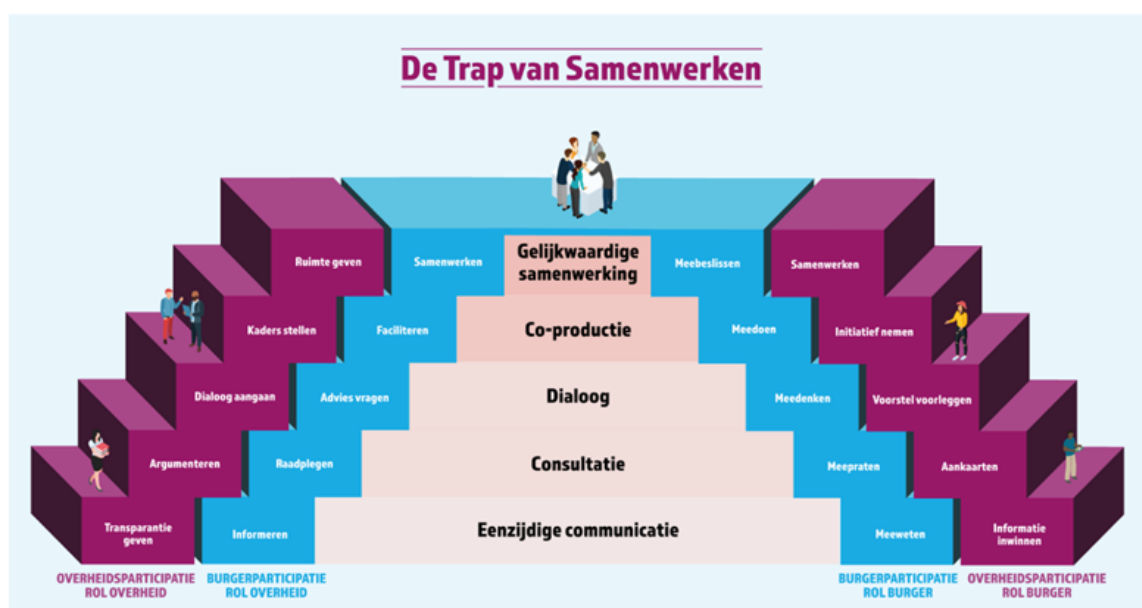 De Trap van Samenwerken
Ruimte geven
Samenwerken
Gelijkwaardige
samenwerking
Meebeslissen
Samenwerken
Kaders stellen
Faciliteren
Co-productie
Meedoen
Initiatief nemen
Dialoog aangaan
Advies vragen
Dialoog
Meedenken
Voorstel voorleggen
Argumenteren
Raadplegen
Consultatie
Meepraten
Aankaarten
Transparantie
geven
Informeren
Eenzijdige communicatie
Meeweten
Informatie
inwinnen
OVERHEIDSPARTICIPATIE
ROL OVERHEID
BURGERPARTICIPATIE
ROL OVERHEID
BURGERPARTICIPATIE
ROL BURGER
OVERHEIDSPARTICIPATIE
ROL BURGER